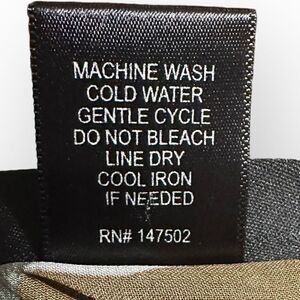 MACHINE WASH
COLD WATER
GENTLE CYCLE
DO NOT BLEACH
LINE DRY
COOL IRON
IF NEEDED
RN# 147502